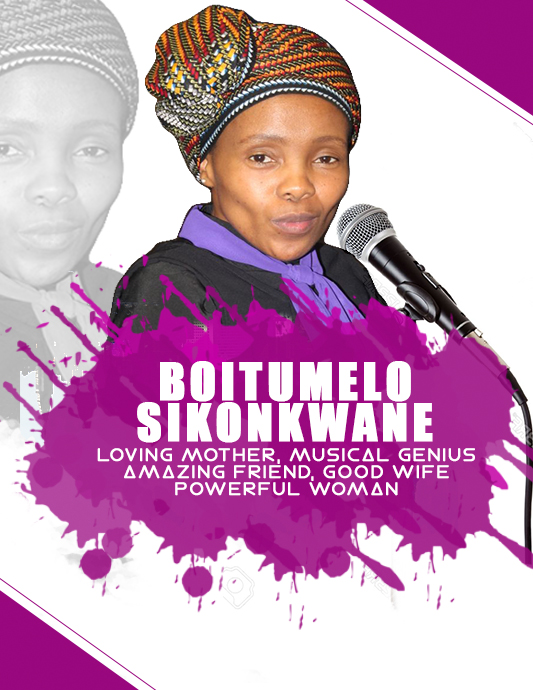 BOITUMELO
SIKONKWANE
LOVING MOTHER, MUSICAL GENIUS
AMAZING FRIEND, GOOD WIFE
POWERFUL WOMAN